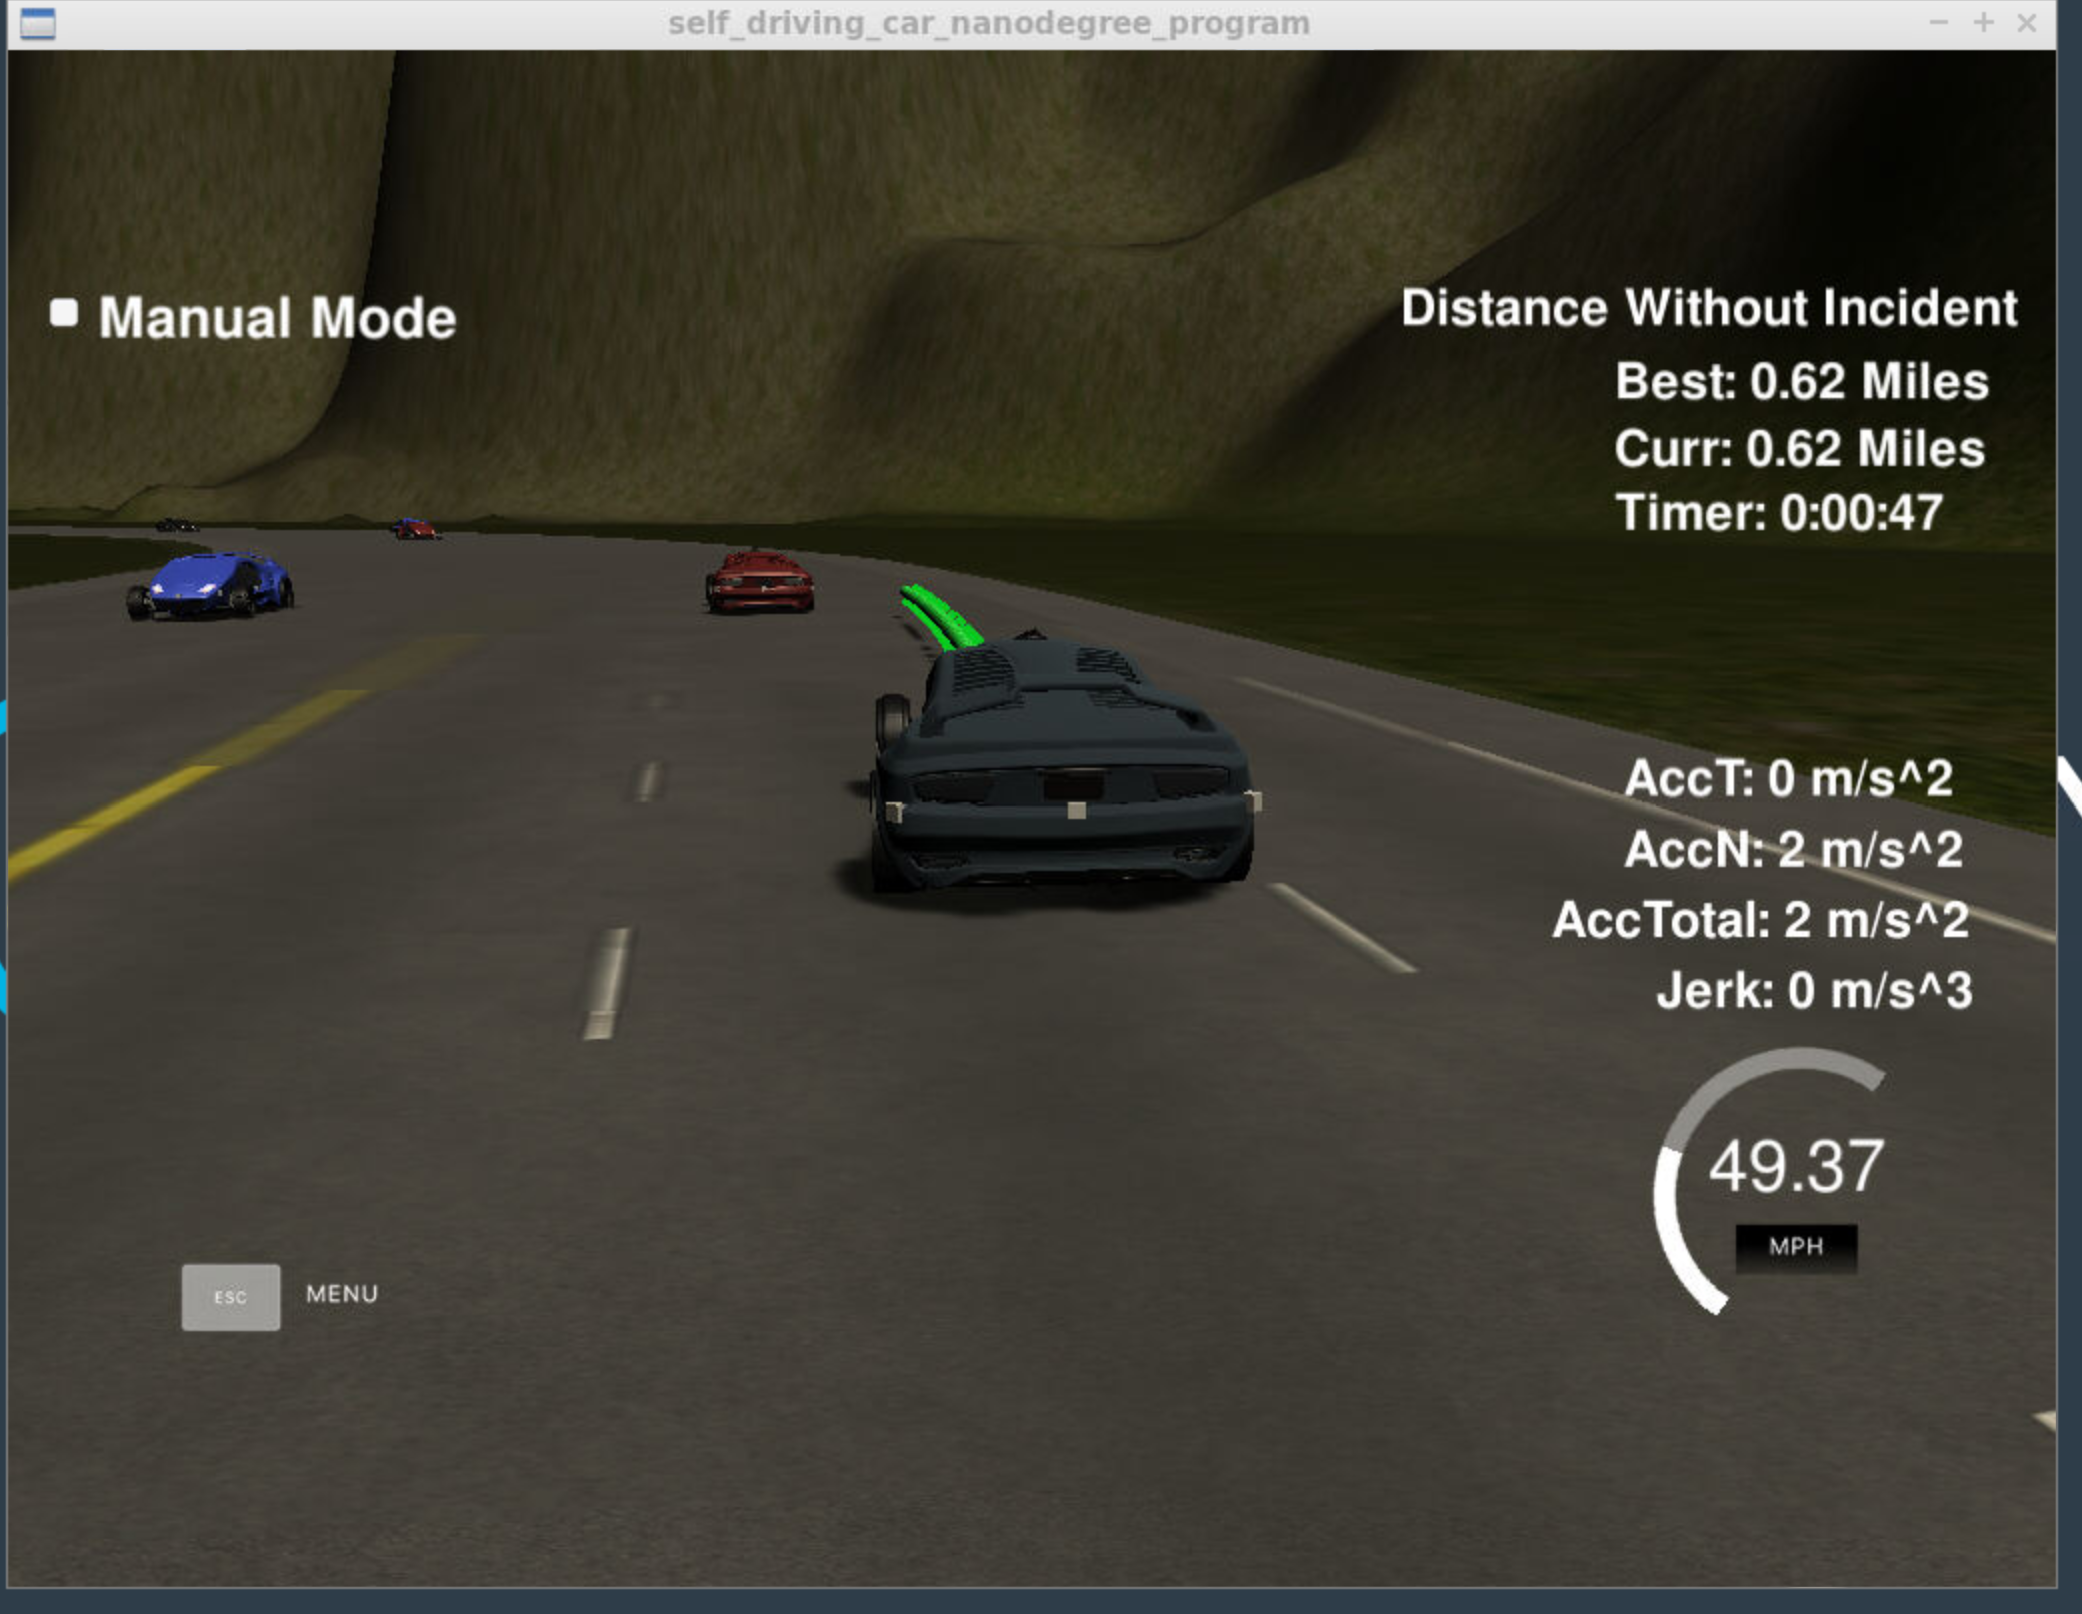 self_driving_car_nanodegree_program
Manual Mode
Distance Without Incident
Best: 0.62 Miles
Curr: 0.62 Miles
Timer: 0:00:47
AccT: 0 m/s^2
AccN: 2 m/s^2
AccTotal: 2 m/s^2
Jerk: 0 m/s^3
49.37
MPH
ESC MENU